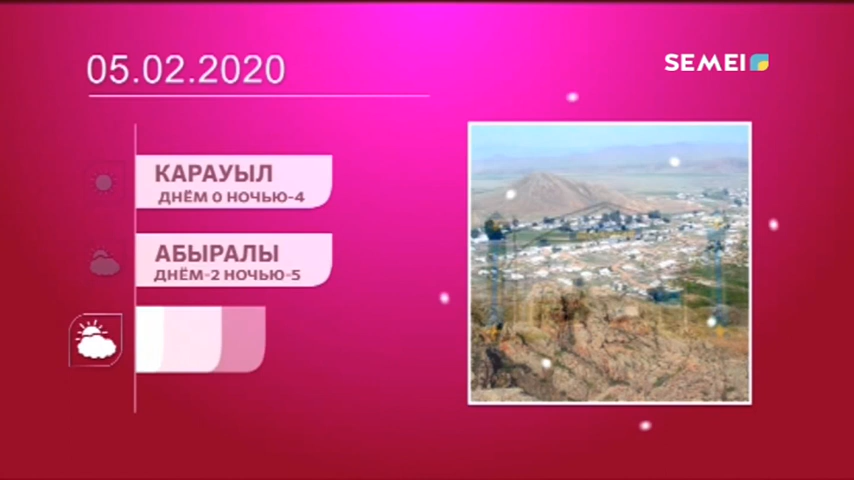 05.02.2020
SEMEI
КАРАУЫЛ
ДНЁМ 0 НОЧЬЮ-4
АБЫРАЛЫ
ДНЁМ-2 НОЧЬЮ-5